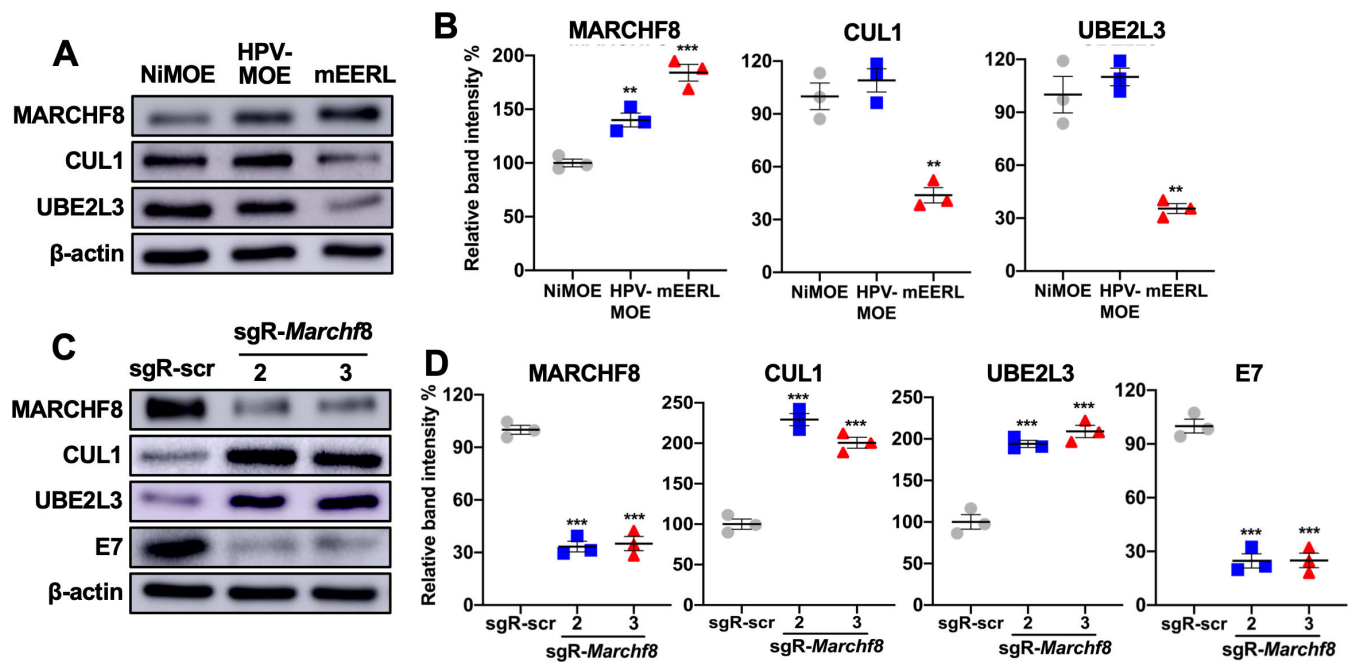 A
NiMOE
HPV-
MOE
mEERL
MARCHF8
CUL1
UBE2L3
β-actin
B
MARCHF8
Relative band intensity %
200
150
100
50
0
**
***
NiMOE HPV- mEERL
MOE
CUL1
120
90
60
30
0
**
NiMOE HPV- mEERL
MOE
UBE2L3
120
90
60
30
0
**
NiMOE HPV- mEERL
MOE
C
sgR-Marchf8
sgR-scr
2
3
MARCHF8
CUL1
UBE2L3
E7
β-actin
D
MARCHF8
Relative band intensity %
120
90
60
30
0
***
***
sgR-scr 2 3
sgR-Marchf8
CUL1
250
200
150
100
50
0
***
***
sgR-scr 2 3
sgR-Marchf8
UBE2L3
250
200
150
100
50
0
***
***
sgR-scr 2 3
sgR-Marchf8
E7
120
90
60
30
0
***
***
sgR-scr 2 3
sgR-Marchf8